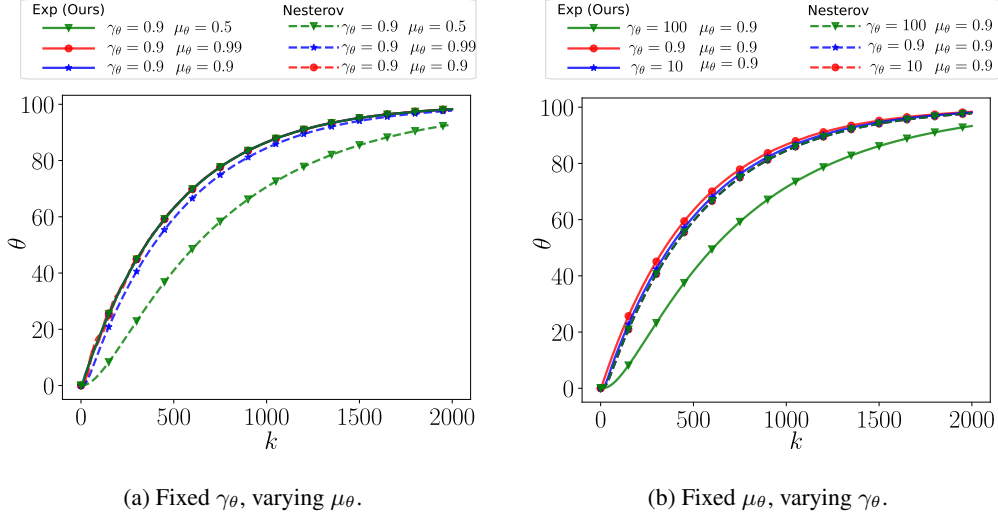 Exp (Ours) Nesterov
γθ = 0.9 μθ = 0.5 γθ = 0.9 μθ = 0.5
γθ = 0.9 μθ = 0.99 γθ = 0.9 μθ = 0.99
γθ = 0.9 μθ = 0.9 γθ = 0.9 μθ = 0.9
100
80
60
40
20
0
θ
0 500 1000 1500 2000
k
(a) Fixed γθ, varying μθ.
Exp (Ours) Nesterov
γθ = 100 μθ = 0.9 γθ = 100 μθ = 0.9
γθ = 0.9 μθ = 0.9 γθ = 0.9 μθ = 0.9
γθ = 10 μθ = 0.9 γθ = 10 μθ = 0.9
100
80
60
40
20
0
θ
0 500 1000 1500 2000
k
(b) Fixed μθ, varying γθ.